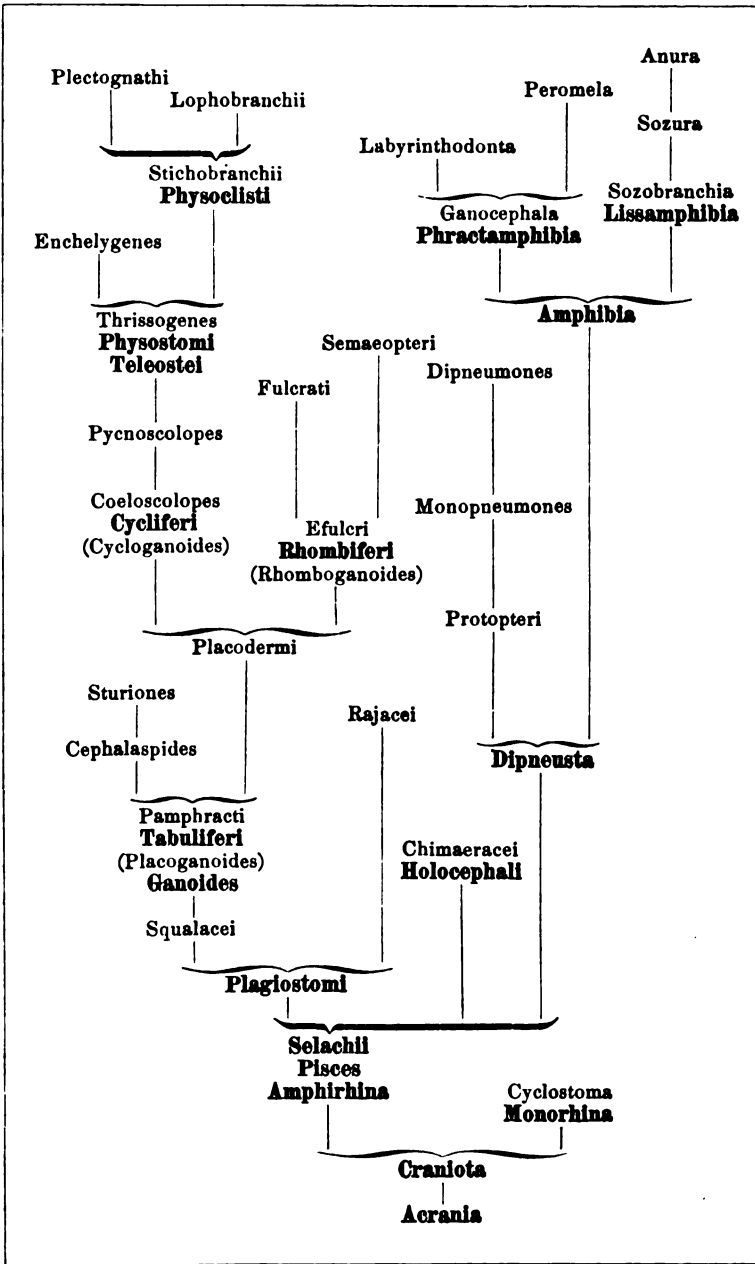 Anura
Plectognathi
Peromela
Lophobranchii
Sozura
Labyrinthodonta
Stichobranchii
Physoclisti
Sozobranchia
Lissamphibia
Ganocephala
Phractamphibia
Enchelygenes
Thrissogenes
Physostomi
Teleostei
Amphibia
Semaeopteri
Dipneumones
Fulcrati
Pycnoscolopes
Coeloscolopes
Cycliferi
(Cycloganoides)
Monopneumones
Efulcri
Rhombiferi
(Rhomboganoides)
Protopteri
Placodermi
Sturiones
Rajacei
Cephalaspides
Dipneusta
Pamphracti
Tabuliferi
(Placoganoides)
Ganoides
Chimaeracei
Holocephali
Squalacei
Plagiostomi
Selachii
Pisces
Amphirhina
Cyclostoma
Monorhina
Craniota
Acrania